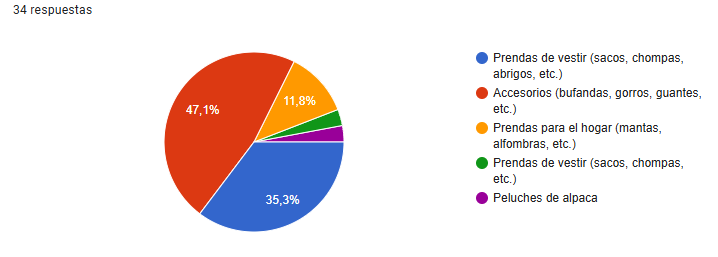 34 respuestas
47,1%
11,8%
35,3%
Prendas de vestir (sacos, chompas,
abrigos, etc.)
Accesorios (bufandas, gorros, guantes,
etc.)
Prendas para el hogar (mantas,
alfombras, etc.)
Prendas de vestir (sacos, chompas,
etc.)
Peluches de alpaca